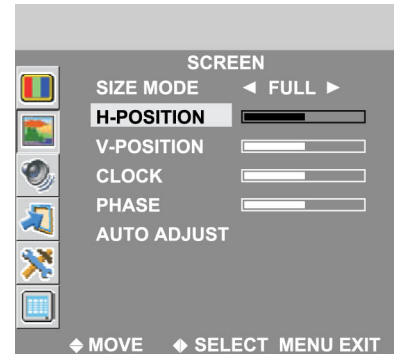 SCREEN
SIZE MODE ◄ FULL ►
H-POSITION
V-POSITION
CLOCK
PHASE
AUTO ADJUST
MOVE SELECT MENU EXIT